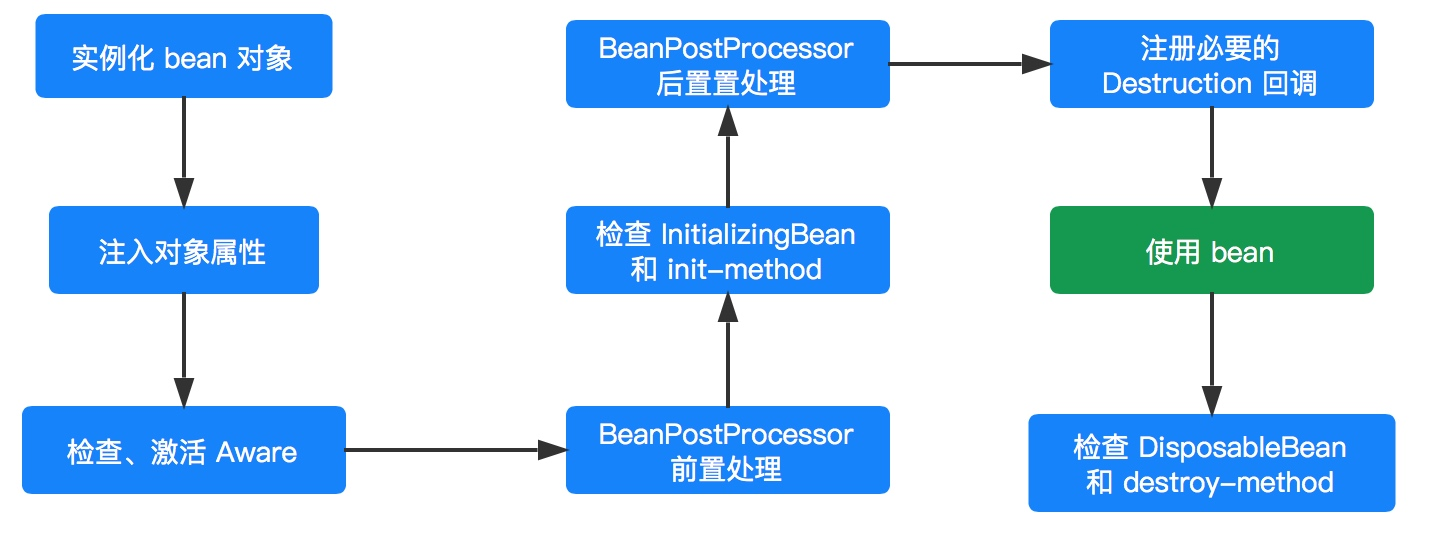 实例化 bean 对象
注入对象属性
检查、激活 Aware
BeanPostProcessor
前置处理
检查 InitializingBean
和 init-method
BeanPostProcessor
后置置处理
注册必要的
Destruction 回调
使用 bean
检查 DisposableBean
和 destroy-method